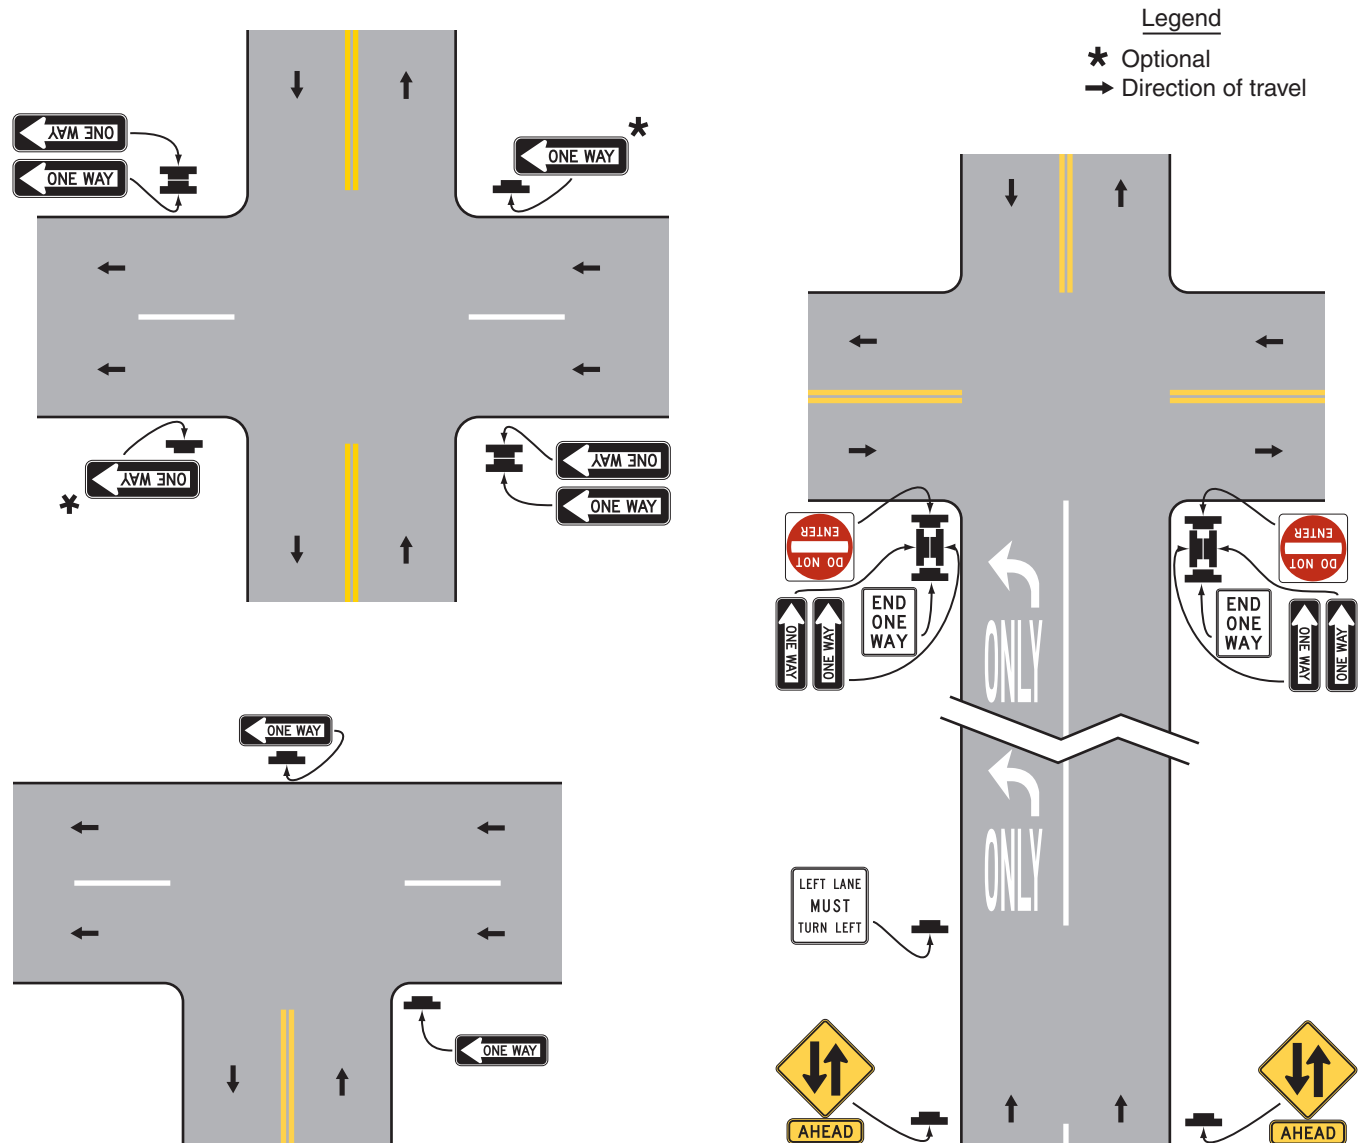 Legend
* Optional
Direction of travel
ONE WAY
ONE WAY
ONE WAY
*
ONE WAY
*
ONE WAY
ONE WAY
ONE WAY
ONE WAY
DO NOT
ENTER
ONE WAY
ONE WAY
END
ONE
WAY
ONLY
DO NOT
ENTER
END
ONE
WAY
ONE WAY
ONE WAY
ONLY
LEFT LANE
MUST
TURN LEFT
AHEAD
AHEAD